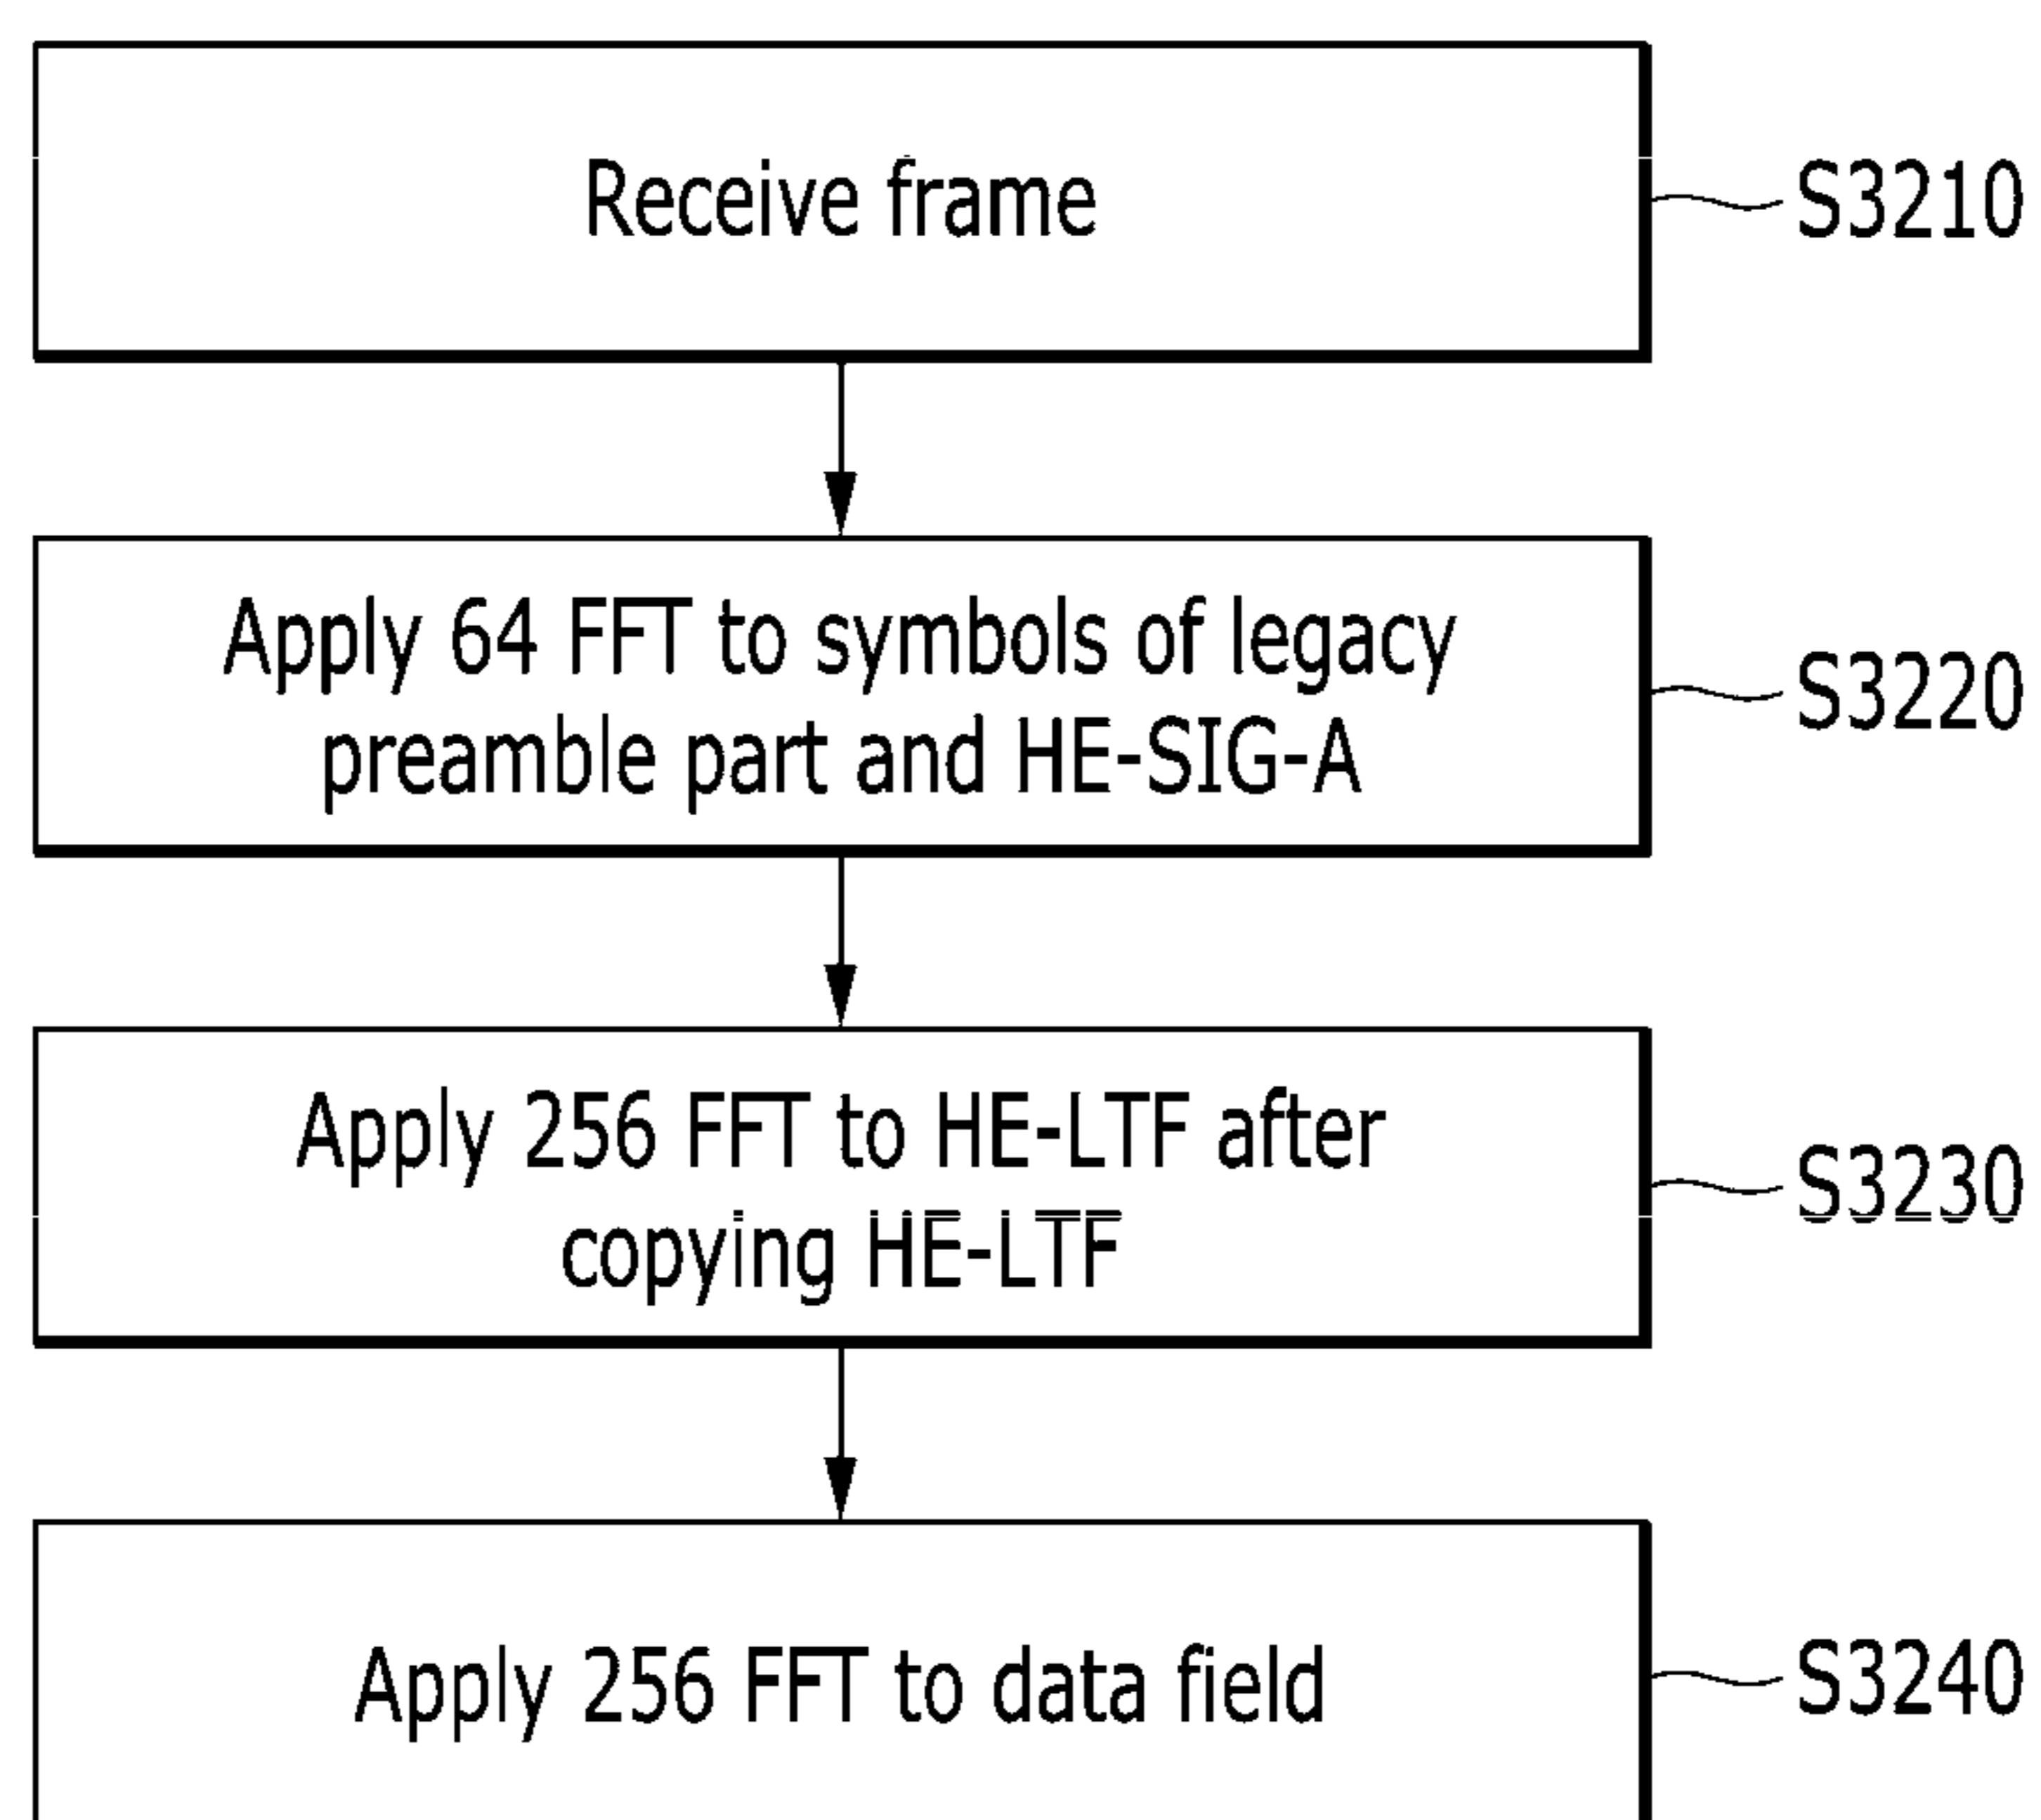 Receive frame
S3210
Apply 64 FFT to symbols of legacy
preamble part and HE-SIG-A
S3220
Apply 256 FFT to HE-LTF after
copying HE-LTF
S3230
Apply 256 FFT to data field
S3240